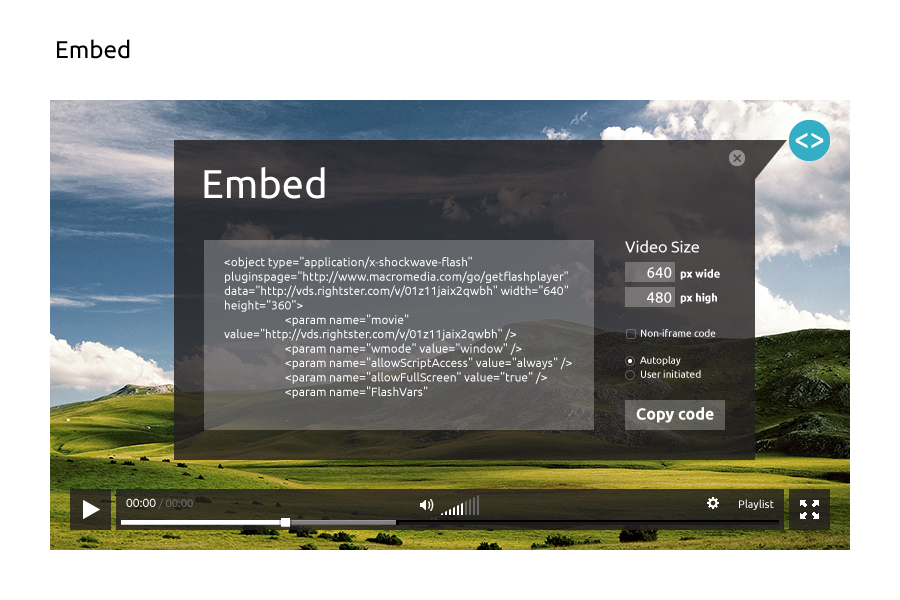 Embed
<>
Embed
<object type="application/x-shockwave-flash"
pluginspage="http://www.macromedia.com/go/getflashplayer"
data="http://vds.rightster.com/v/01z11jaix2qwbh" width="640"
height="360">
<param name="movie"
value="http://vds.rightster.com/v/01z11jaix2qwbh" />
<param name="wmode" value="window" />
<param name="allowScriptAccess" value="always" />
<param name="allowFullScreen" value="true" />
<param name="FlashVars"
Video Size
640 px wide
480 px high
Non-iframe code
Autoplay
User initiated
Copy code
00:00 / 00:00
Playlist